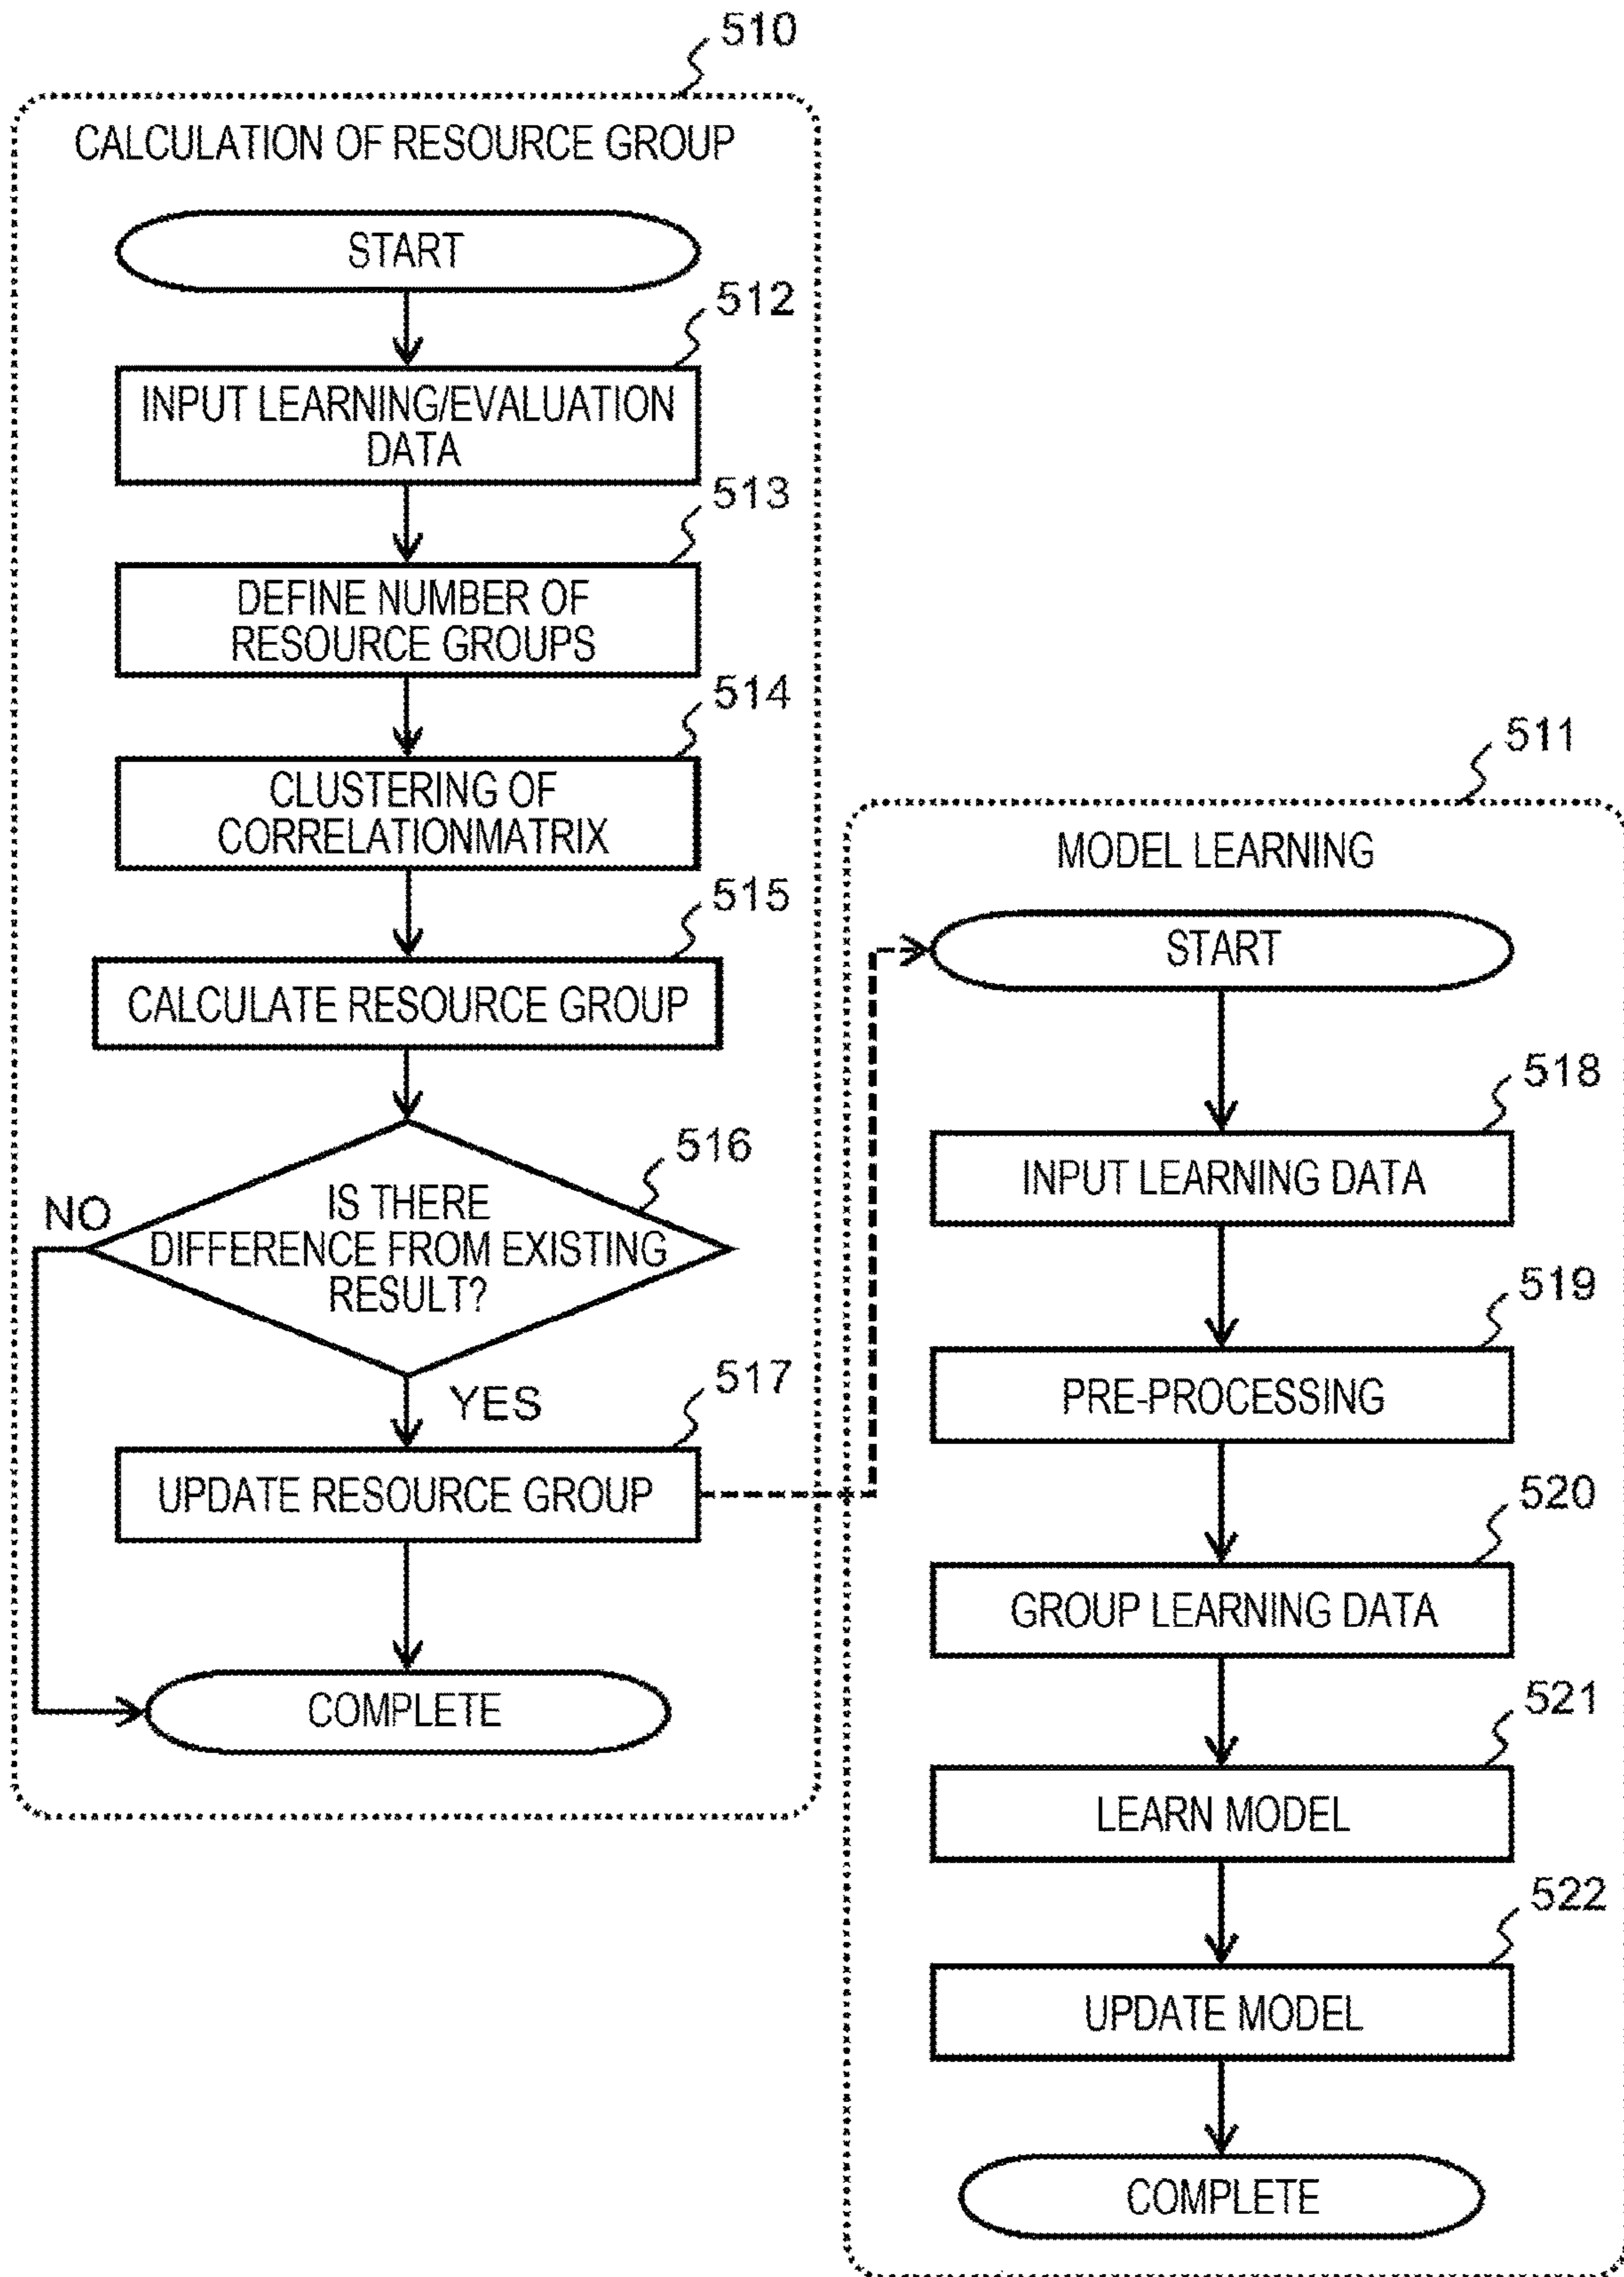 510
CALCULATION OF RESOURCE GROUP
START
512
INPUT LEARNING/EVALUATION
DATA
513
DEFINE NUMBER OF
RESOURCE GROUPS
514
CLUSTERING OF
CORRELATIONMATRIX
515
CALCULATE RESOURCE GROUP
516
NO
IS THERE
DIFFERENCE FROM EXISTING
RESULT?
YES
517
UPDATE RESOURCE GROUP
COMPLETE
511
MODEL LEARNING
START
518
INPUT LEARNING DATA
519
PRE-PROCESSING
520
GROUP LEARNING DATA
521
LEARN MODEL
522
UPDATE MODEL
COMPLETE